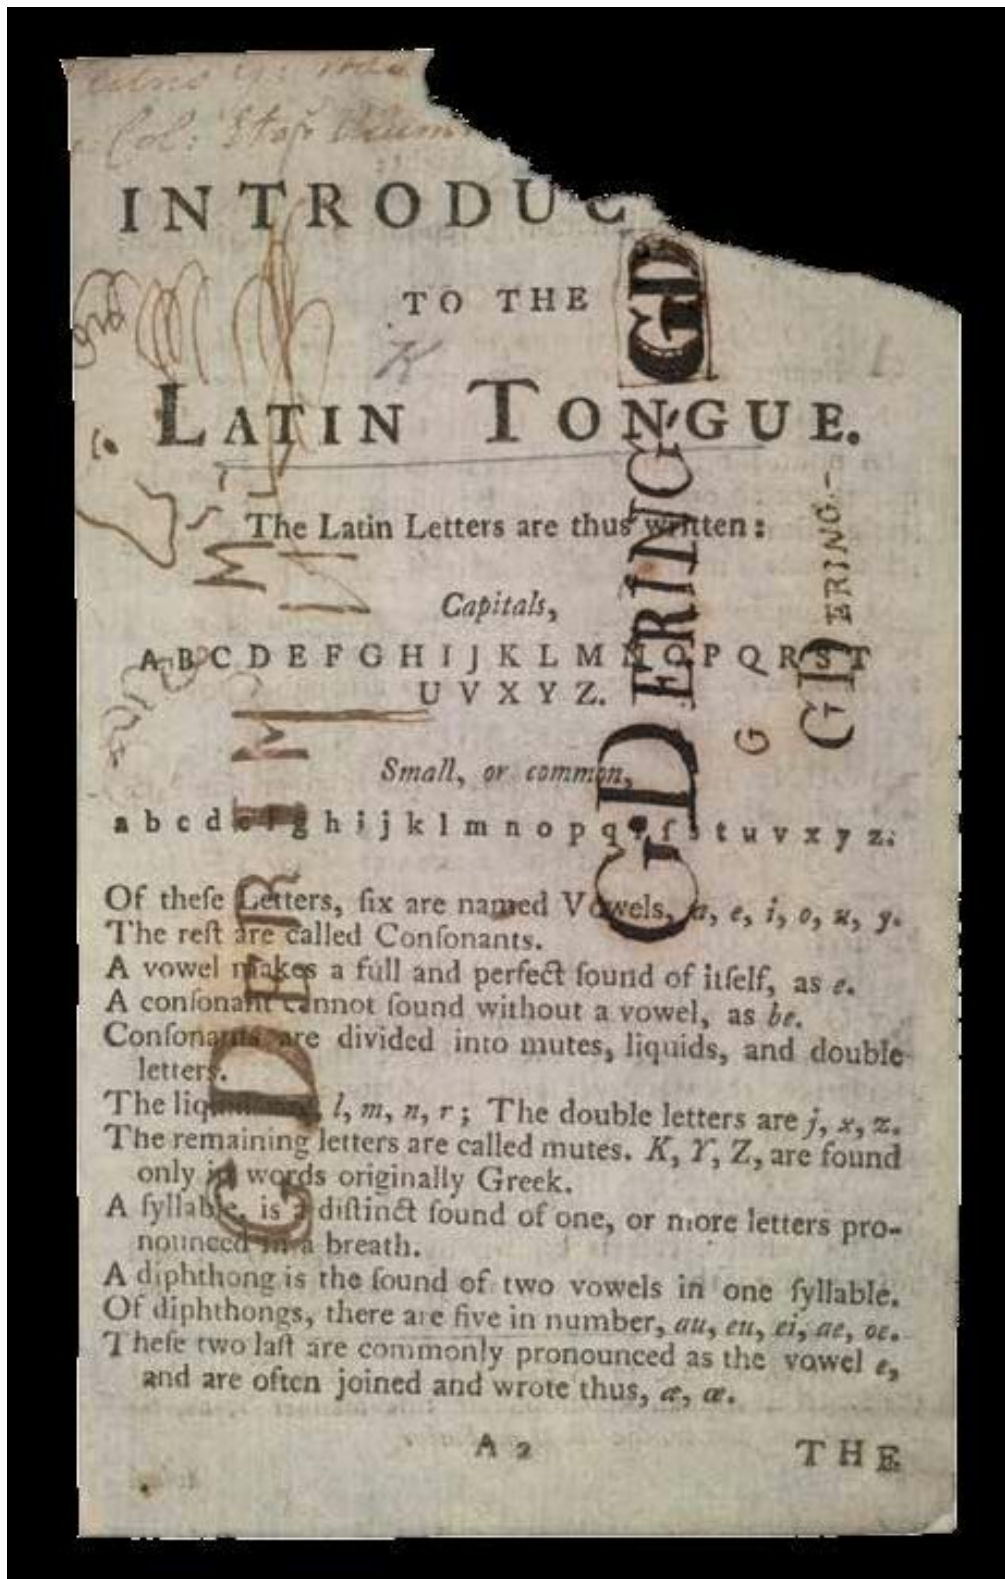 Col:
INTRODUC
TO THE
K
LATIN TONGUE.
The Latin Letters are thus written:
Capitals,
A B C D E F G H I J K L M N O P Q R S T
U V X Y Z.
Small, or common,
a b c d e f g h i j k l m n o p q r ſ s t u v x y z.
Of theſe Letters, ſix are named Vowels, a, e, i, o, u, y.
The reſt are called Conſonants.
A vowel makes a full and perfect ſound of itſelf, as e.
A conſonant cannot ſound without a vowel, as be.
Conſonants are divided into mutes, liquids, and double
letters.
The liquids are, l, m, n, r; The double letters are j, x, z.
The remaining letters are called mutes. K, Y, Z, are found
only in words originally Greek.
A ſyllable, is a diſtinct ſound of one, or more letters pro-
nounced in a breath.
A diphthong is the ſound of two vowels in one ſyllable.
Of diphthongs, there are five in number, au, eu, ei, ae, oe.
Theſe two laſt are commonly pronounced as the vowel e,
and are often joined and wrote thus, æ, œ.
A 2
THE
G DERING
GD
G DERING.-
G
G DERIM